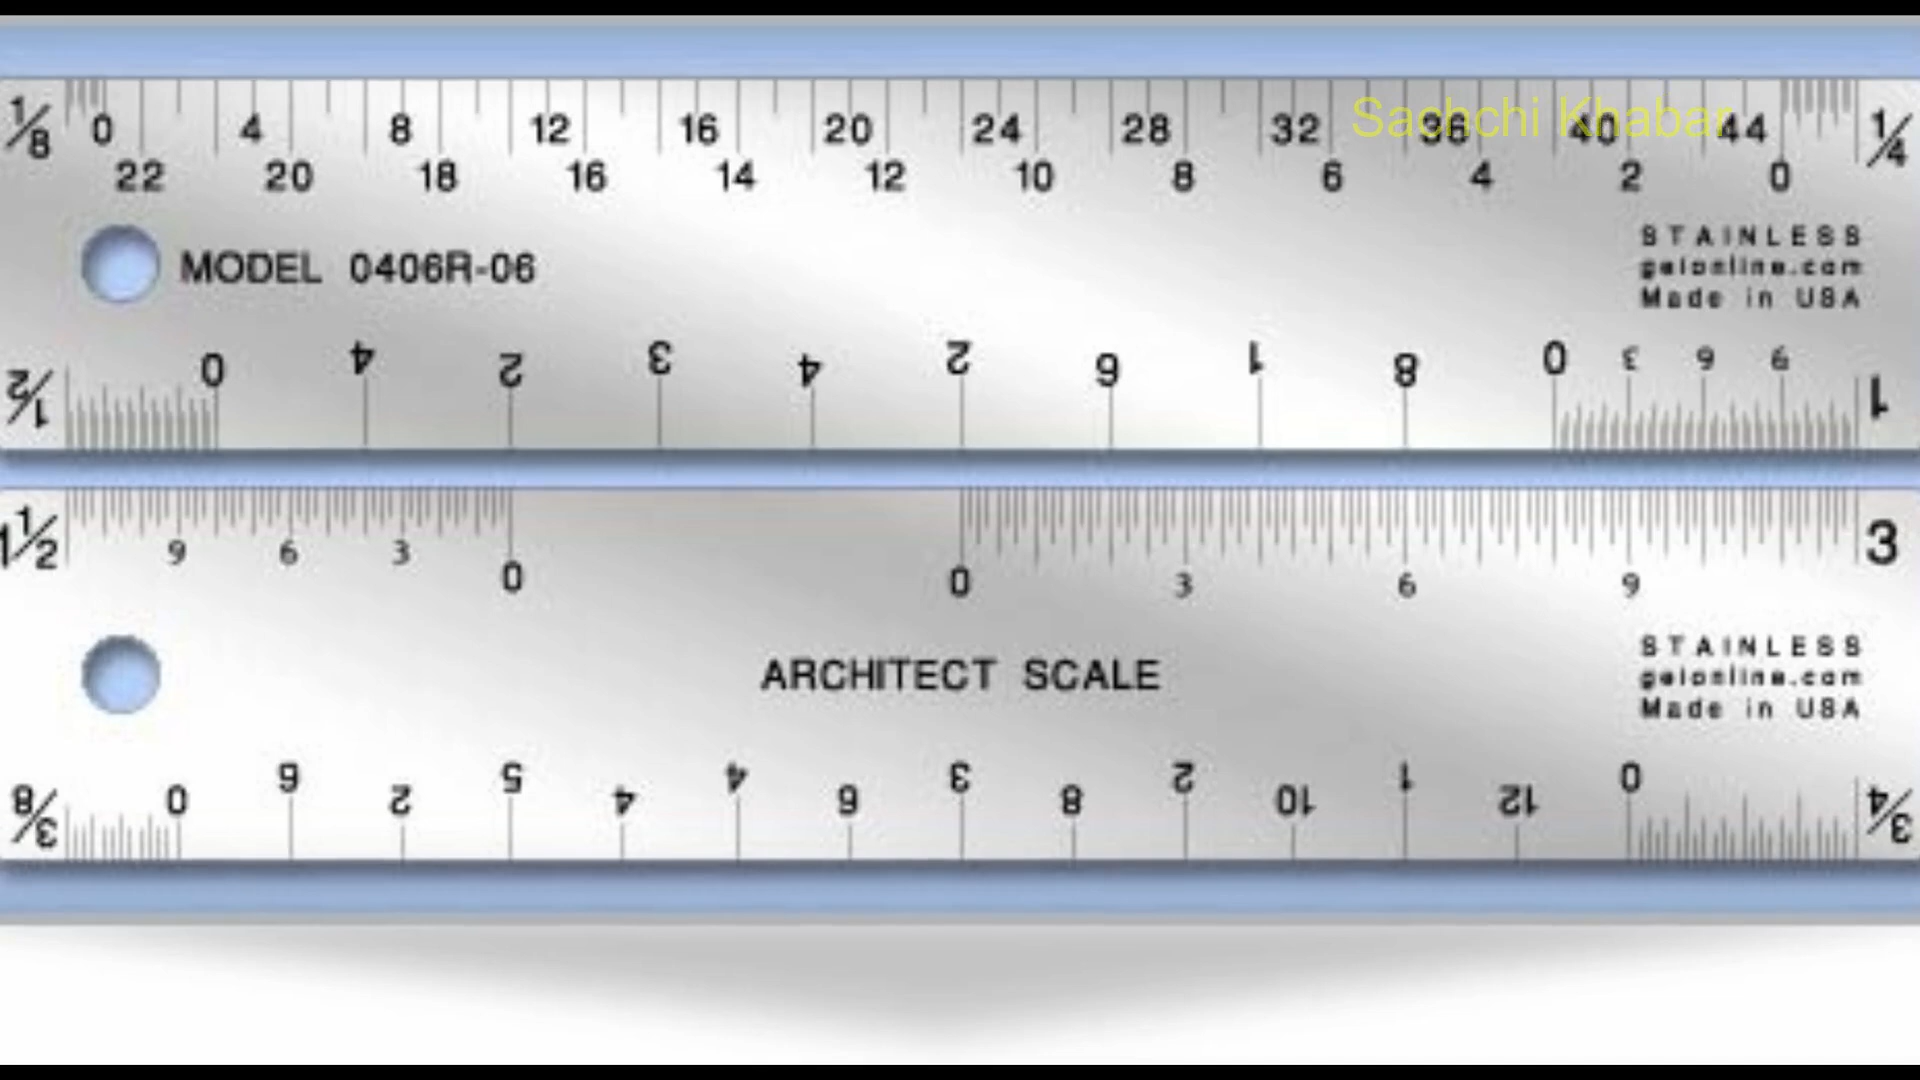 Sachchi Khabar
1/8 0 4 8 12 16 20 24 28 32 36 40 44 1/4
22 20 18 16 14 12 10 8 6 4 2 0
MODEL 0406R-06
STAINLESS
gelonline.com
Made in USA
1/2 0 4 2 3 4 2 6 1 8 0 3 6 9 1
1 1/2 9 6 3 0 0 3 6 9 3
ARCHITECT SCALE
STAINLESS
gelonline.com
Made in USA
3/8 0 6 2 5 4 4 6 3 8 2 10 1 12 0 3/4